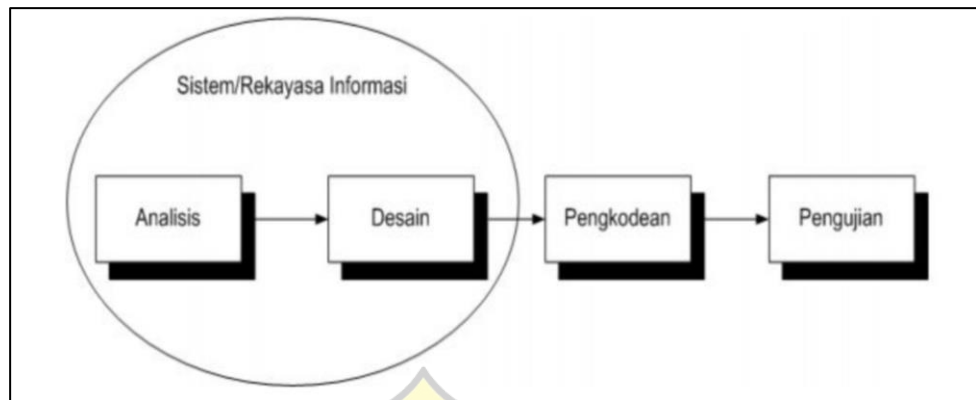 Sistem/Rekayasa Informasi
Analisis
Desain
Pengkodean
Pengujian